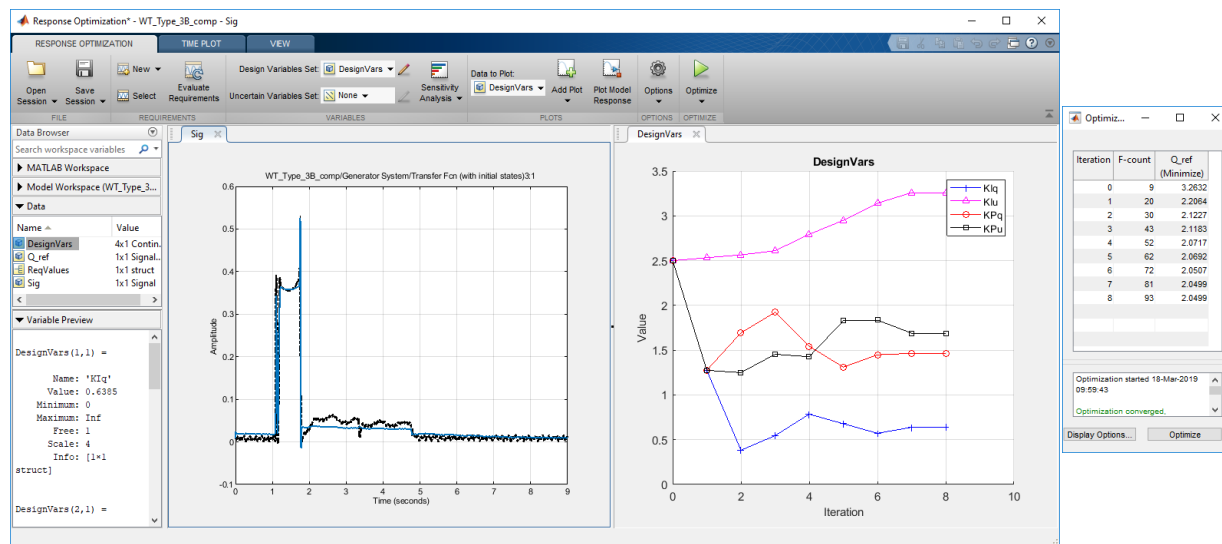 Response Optimization* - WT_Type_3B_comp - Sig
RESPONSE OPTIMIZATION TIME PLOT VIEW
Open Session
Save Session
New
Select
Evaluate Requirements
Design Variables Set: DesignVars
Uncertain Variables Set: None
Sensitivity Analysis
Data to Plot:
DesignVars
Add Plot
Plot Model Response
Options
Optimize
FILE REQUIREMENTS VARIABLES PLOTS OPTIONS OPTIMIZE
Data Browser
Search workspace variables
MATLAB Workspace
Model Workspace (WT_Type_3...
Data
Name Value
DesignVars 4x1 Contin...
Q_ref 1x1 Signal...
ReqValues 1x1 struct
Sig 1x1 Signal
Variable Preview
DesignVars(1,1) =
Name: 'KIq'
Value: 0.6385
Minimum: 0
Maximum: Inf
Free: 1
Scale: 4
Info: [1×1
struct]
DesignVars(2,1) =
Sig
WT_Type_3B_comp/Generator System/Transfer Fcn (with initial states)3:1
0.6
0.5
0.4
0.3
0.2
0.1
0
-0.1
Amplitude
0 1 2 3 4 5 6 7 8 9
Time (seconds)
DesignVars
DesignVars
3.5
3
2.5
2
1.5
1
0.5
0
Value
KIq
KIu
KPq
KPu
0 2 4 6 8 10
Iteration
Optimiz...
Iteration F-count Q_ref
(Minimize)
0 9 3.2632
1 20 2.2064
2 30 2.1227
3 43 2.1183
4 52 2.0717
5 62 2.0692
6 72 2.0507
7 81 2.0499
8 93 2.0499
Optimization started 18-Mar-2019
09:59:43
Optimization converged,
Display Options... Optimize